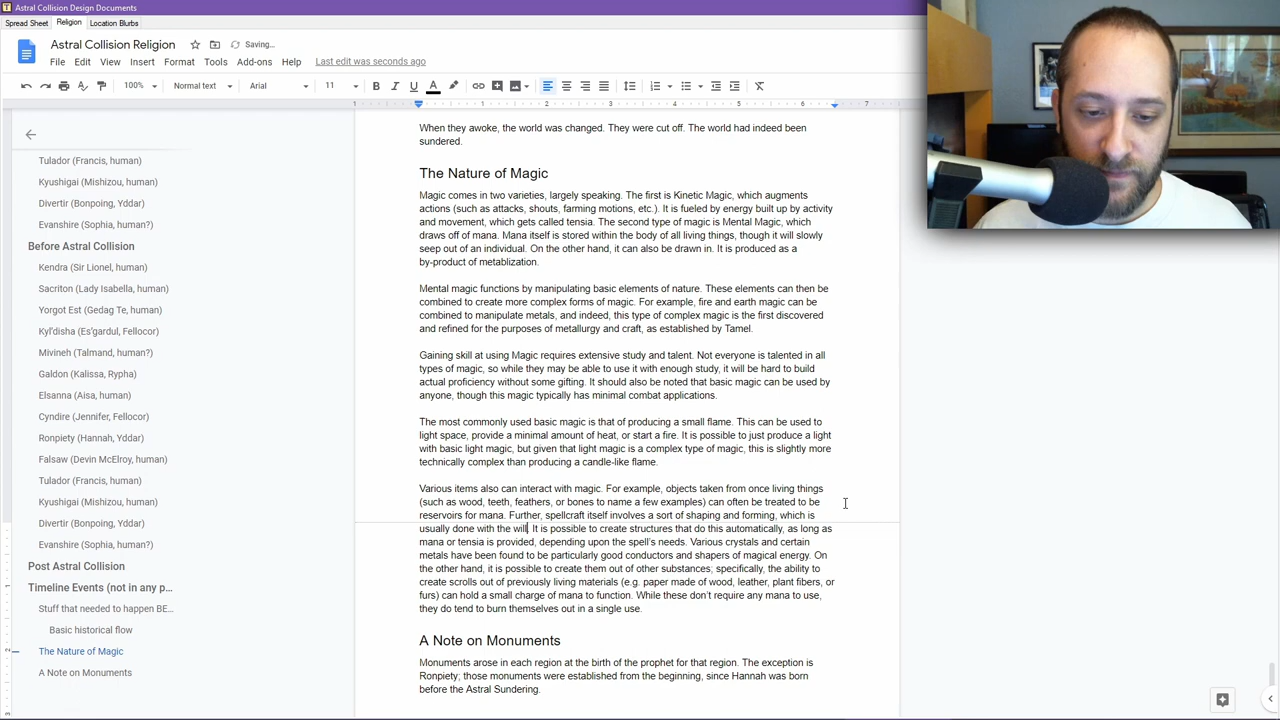 Astral Collision Design Documents
Spread Sheet Religion Location Blurbs
Astral Collision Religion Saving...
File Edit View Insert Format Tools Add-ons Help Last edit was seconds ago
100% Normal text Arial 11
1 1 2 3 4 5 6 7
Tulador (Francis, human)
Kyushigai (Mishizou, human)
Divertir (Bonpoing, Yddar)
Evanshire (Sophia, human?)
Before Astral Collision
Kendra (Sir Lionel, human)
Sacriton (Lady Isabella, human)
Yorgot Est (Gedag Te, human)
Kyl'disha (Es'gardul, Fellocor)
Mivineh (Talmand, human?)
Galdon (Kalissa, Rypha)
Elsanna (Aisa, human)
Cyndire (Jennifer, Fellocor)
Ronpiety (Hannah, Yddar)
Falsaw (Devin McElroy, human)
Tulador (Francis, human)
Kyushigai (Mishizou, human)
Divertir (Bonpoing, Yddar)
Evanshire (Sophia, human?)
Post Astral Collision
Timeline Events (not in any p...
Stuff that needed to happen BE...
Basic historical flow
The Nature of Magic
A Note on Monuments
When they awoke, the world was changed. They were cut off. The world had indeed been
sundered.
The Nature of Magic
Magic comes in two varieties, largely speaking. The first is Kinetic Magic, which augments
actions (such as attacks, shouts, farming motions, etc.). It is fueled by energy built up by activity
and movement, which gets called tensia. The second type of magic is Mental Magic, which
draws off of mana. Mana itself is stored within the body of all living things, though it will slowly
seep out of an individual. On the other hand, it can also be drawn in. It is produced as a
by-product of metablization.
Mental magic functions by manipulating basic elements of nature. These elements can then be
combined to create more complex forms of magic. For example, fire and earth magic can be
combined to manipulate metals, and indeed, this type of complex magic is the first discovered
and refined for the purposes of metallurgy and craft, as established by Tamel.
Gaining skill at using Magic requires extensive study and talent. Not everyone is talented in all
types of magic, so while they may be able to use it with enough study, it will be hard to build
actual proficiency without some gifting. It should also be noted that basic magic can be used by
anyone, though this magic typically has minimal combat applications.
The most commonly used basic magic is that of producing a small flame. This can be used to
light space, provide a minimal amount of heat, or start a fire. It is possible to just produce a light
with basic light magic, but given that light magic is a complex type of magic, this is slightly more
technically complex than producing a candle-like flame.
Various items also can interact with magic. For example, objects taken from once living things
(such as wood, teeth, feathers, or bones to name a few examples) can often be treated to be
reservoirs for mana. Further, spellcraft itself involves a sort of shaping and forming, which is
usually done with the will. It is possible to create structures that do this automatically, as long as
mana or tensia is provided, depending upon the spell's needs. Various crystals and certain
metals have been found to be particularly good conductors and shapers of magical energy. On
the other hand, it is possible to create them out of other substances; specifically, the ability to
create scrolls out of previously living materials (e.g. paper made of wood, leather, plant fibers, or
furs) can hold a small charge of mana to function. While these don't require any mana to use,
they do tend to burn themselves out in a single use.
A Note on Monuments
Monuments arose in each region at the birth of the prophet for that region. The exception is
Ronpiety; those monuments were established from the beginning, since Hannah was born
before the Astral Sundering.